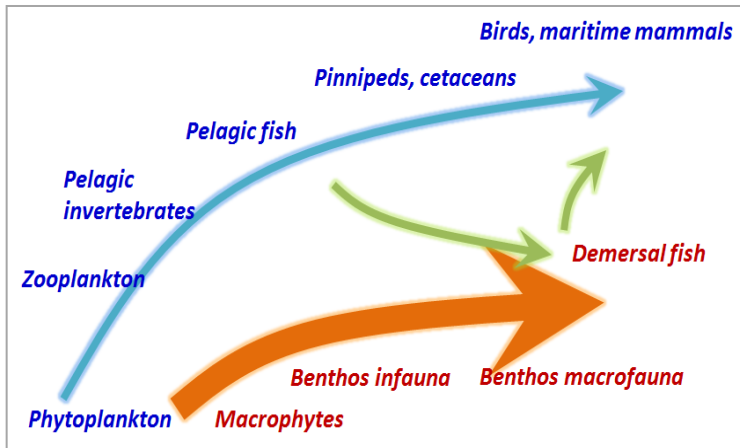 Birds, maritime mammals
Pinnipeds, cetaceans
Pelagic fish
Pelagic
invertebrates
Demersal fish
Zooplankton
Benthos infauna
Benthos macrofauna
Phytoplankton
Macrophytes